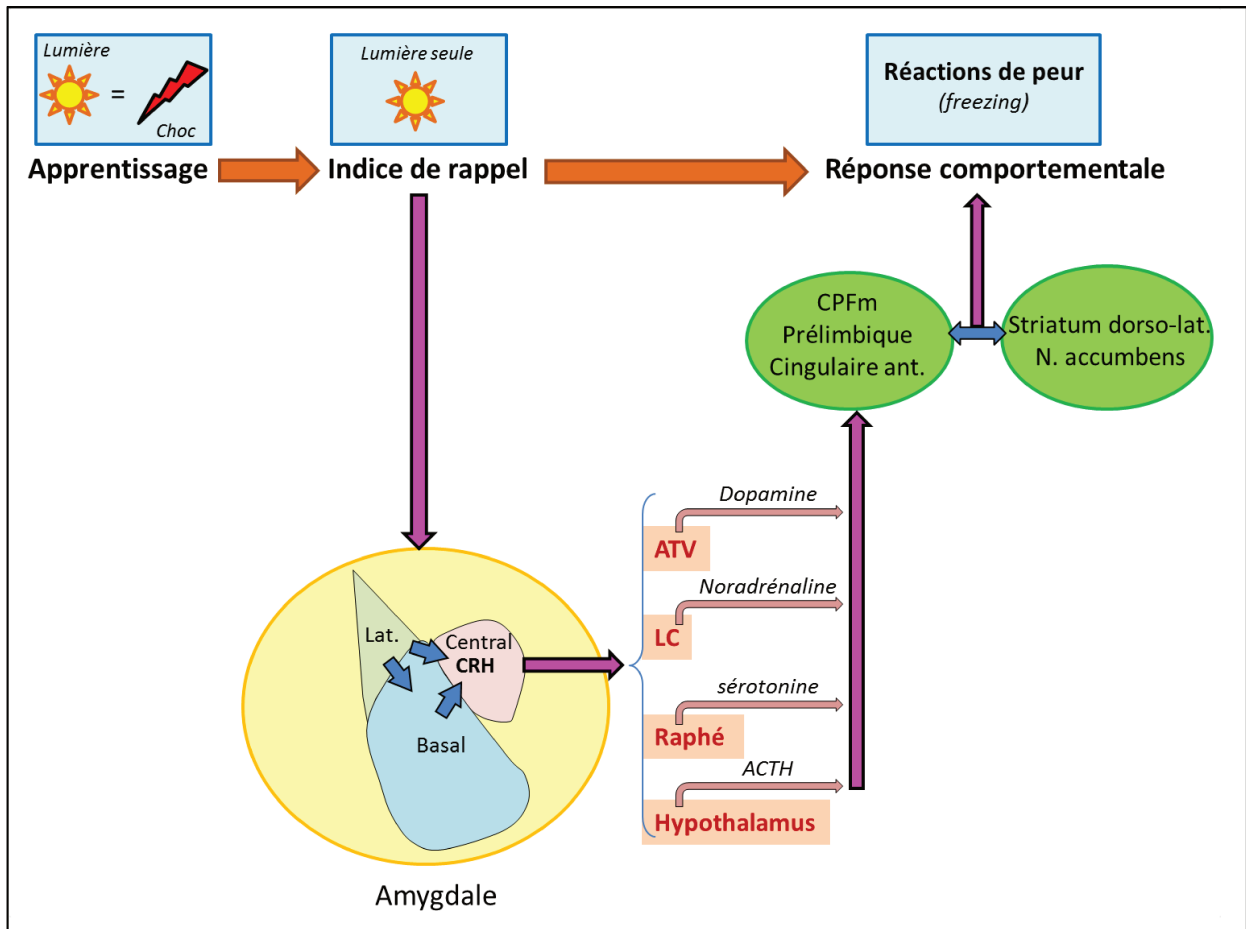 Lumière
=
Choc
Apprentissage
Lumière seule
Indice de rappel
Réactions de peur
(freezing)
Réponse comportementale
CPFm
Prélimbique
Cingulaire ant.
Striatum dorso-lat.
N. accumbens
Dopamine
ATV
Noradrénaline
LC
sérotonine
Raphé
ACTH
Hypothalamus
Lat.
Central
CRH
Basal
Amygdale